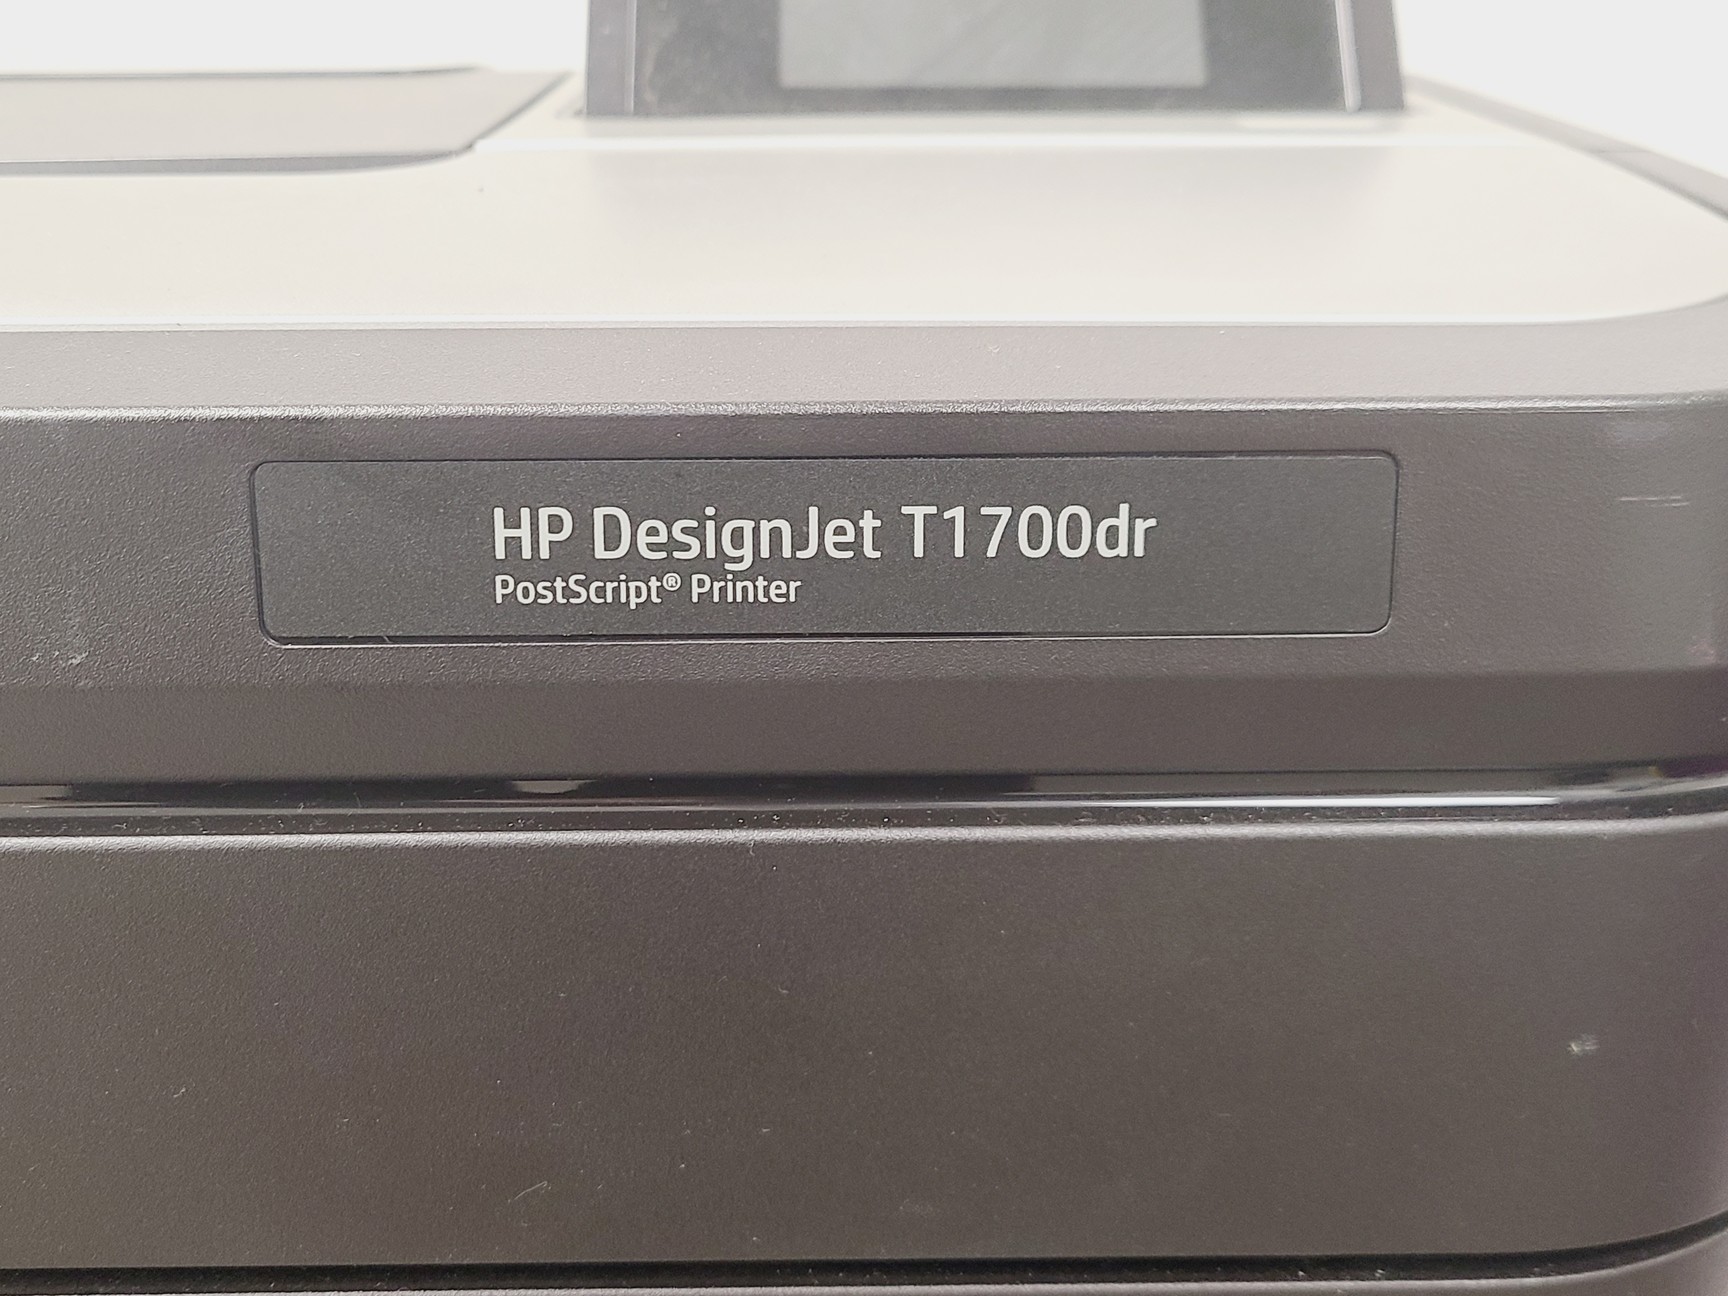 HP DesignJet T1700dr
PostScript® Printer